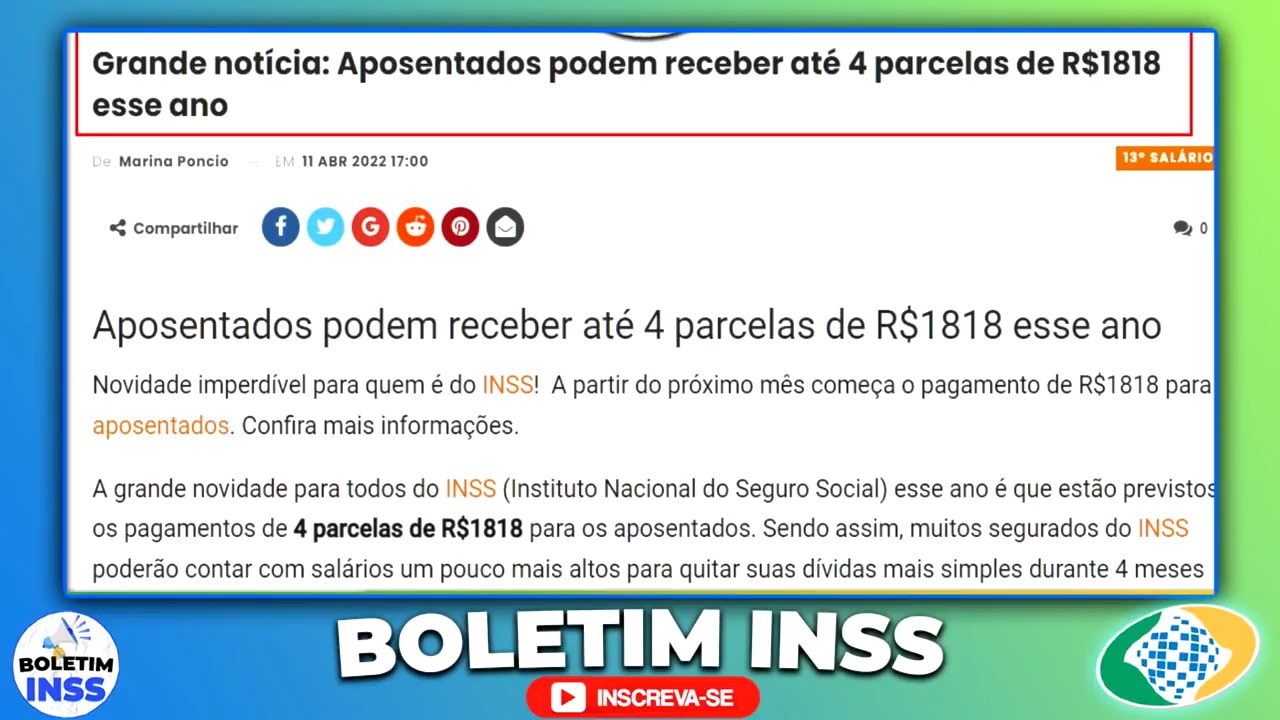 Grande notícia: Aposentados podem receber até 4 parcelas de R$1818
esse ano
De Marina Poncio — EM 11 ABR 2022 17:00
13º SALÁRIO
Compartilhar
0
Aposentados podem receber até 4 parcelas de R$1818 esse ano
Novidade imperdível para quem é do INSS! A partir do próximo mês começa o pagamento de R$1818 para
aposentados. Confira mais informações.
A grande novidade para todos do INSS (Instituto Nacional do Seguro Social) esse ano é que estão previstos
os pagamentos de 4 parcelas de R$1818 para os aposentados. Sendo assim, muitos segurados do INSS
poderão contar com salários um pouco mais altos para quitar suas dívidas mais simples durante 4 meses
BOLETIM INSS
INSCREVA-SE
BOLETIM
INSS